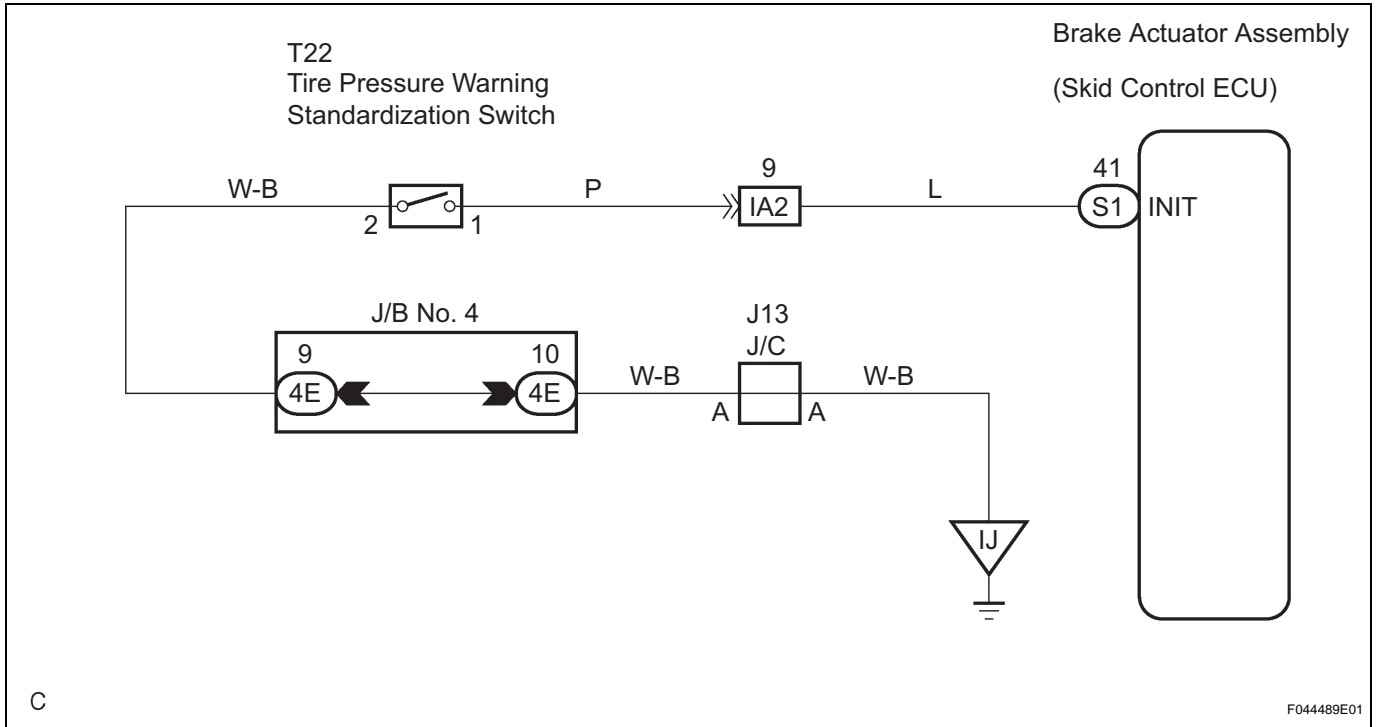 T22
Tire Pressure Warning
Standardization Switch
Brake Actuator Assembly
(Skid Control ECU)
W-B
2
1
P
9
IA2
L
41
S1
INIT
J/B No. 4
9
4E
10
4E
W-B
J13
J/C
A
A
W-B
IJ
C
F044489E01